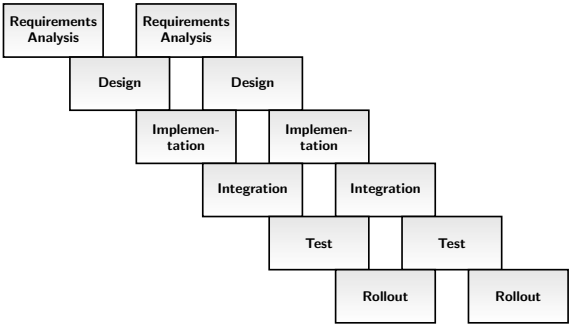 Requirements
Analysis
Requirements
Analysis
Design
Design
Implemen-
tation
Implemen-
tation
Integration
Integration
Test
Test
Rollout
Rollout